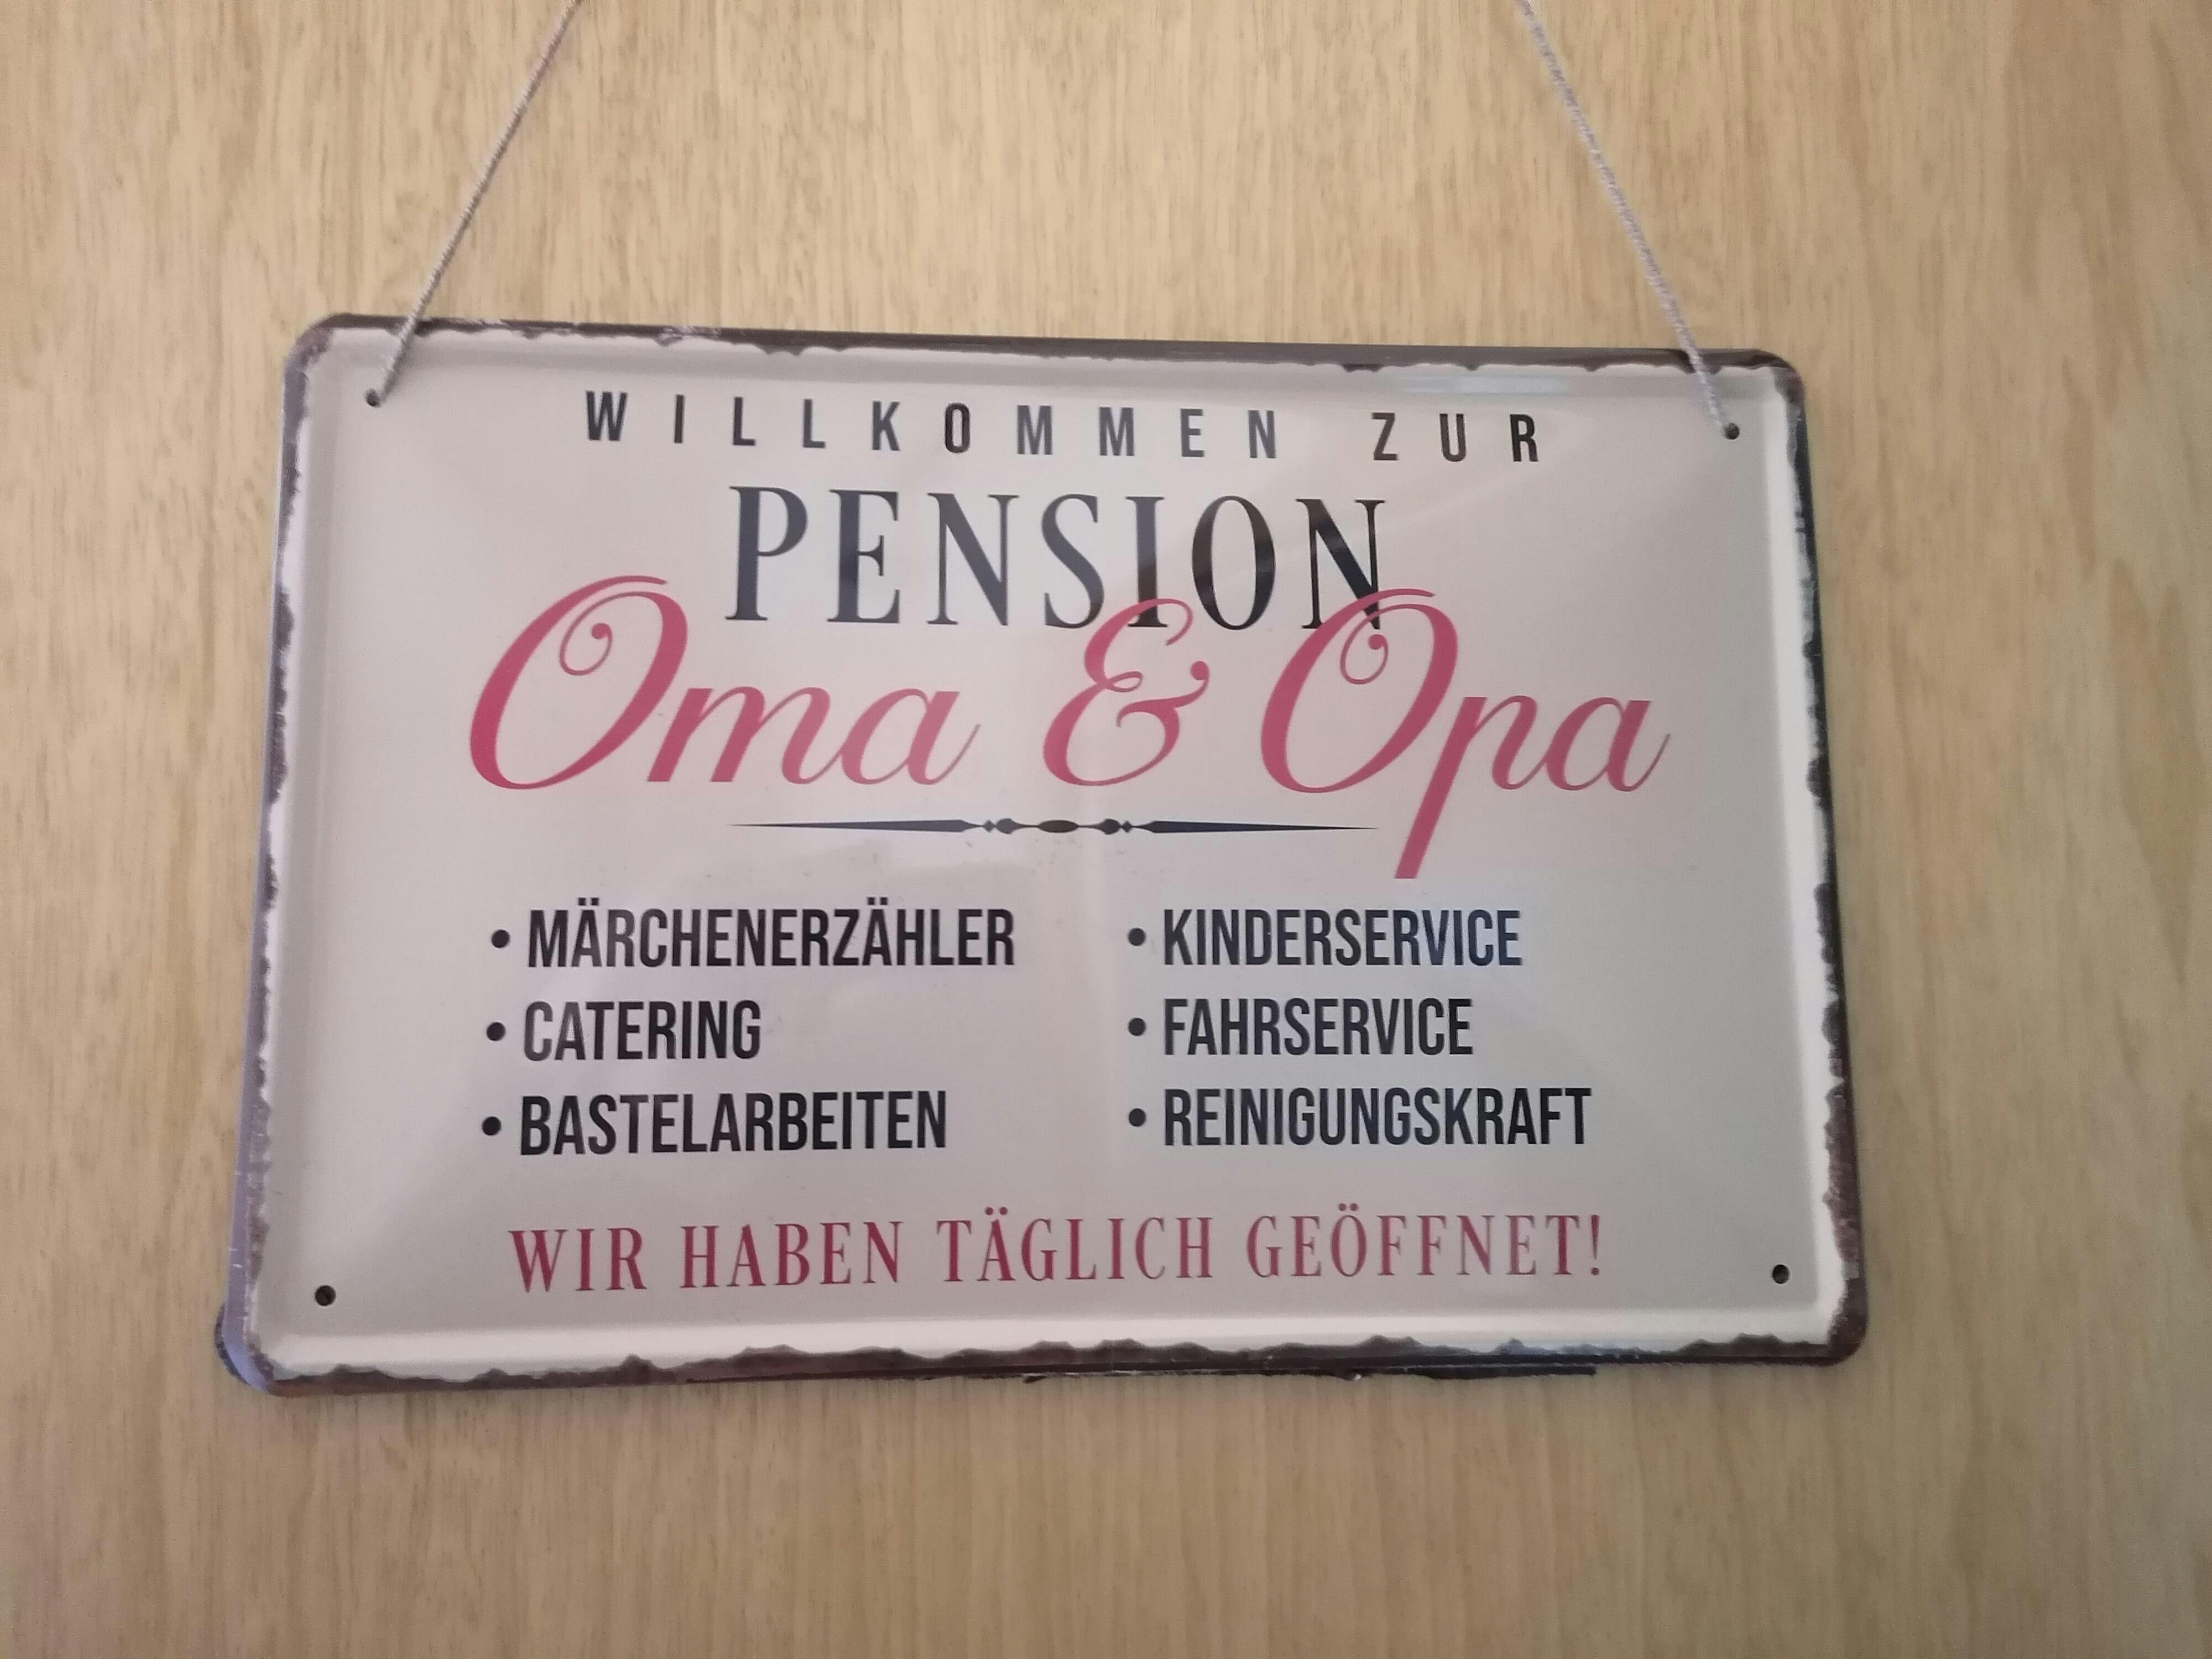 WILLKOMMEN ZUR
PENSION
Oma & Opa
• MÄRCHENERZÄHLER
• CATERING
• BASTELARBEITEN
• KINDERSERVICE
• FAHRSERVICE
• REINIGUNGSKRAFT
WIR HABEN TÄGLICH GEÖFFNET!